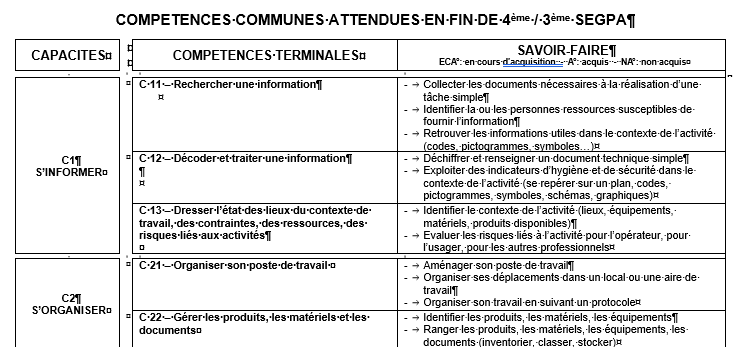 COMPETENCES COMMUNES ATTENDUES EN FIN DE 4ème / 3ème SEGPA¶
CAPACITES¤
COMPETENCES TERMINALES¤
SAVOIR-FAIRE¶
ECA° : en cours d'acquisition - A° : acquis - NA° : non acquis¤
C1¶
S'INFORMER¤
C·11 – Rechercher une information¶
¤
- → Collecter les documents nécessaires à la réalisation d'une
tâche simple¶
- → Identifier la ou les personnes ressources susceptibles de
fournir l'information¶
- → Retrouver les informations utiles dans le contexte de l'activité
(codes, pictogrammes, symboles…)¤
C·12 – Décoder et traiter une information¶
¶
¤
- → Déchiffrer et renseigner un document technique simple¶
- → Exploiter des indicateurs d'hygiène et de sécurité dans le
contexte de l'activité (se repérer sur un plan, codes,
pictogrammes, symboles, schémas, graphiques)¤
C·13 – Dresser l'état des lieux du contexte de
travail, des contraintes, des ressources, des
risques liés aux activités¶
¤
- → Identifier le contexte de l'activité (lieux, équipements,
matériels, produits disponibles)¶
- → Evaluer les risques liés à l'activité pour l'opérateur, pour
l'usager, pour les autres professionnels¤
C2¶
S'ORGANISER¤
C·21 – Organiser son poste de travail ¤
- → Aménager son poste de travail¶
- → Organiser ses déplacements dans un local ou une aire de
travail¶
- → Organiser son travail en suivant un protocole¤
C·22 – Gérer les produits, les matériels et les
documents¤
- → Identifier les produits, les matériels, les équipements¶
- → Ranger les produits, les matériels, les équipements, les
documents (inventorier, classer, stocker)¤